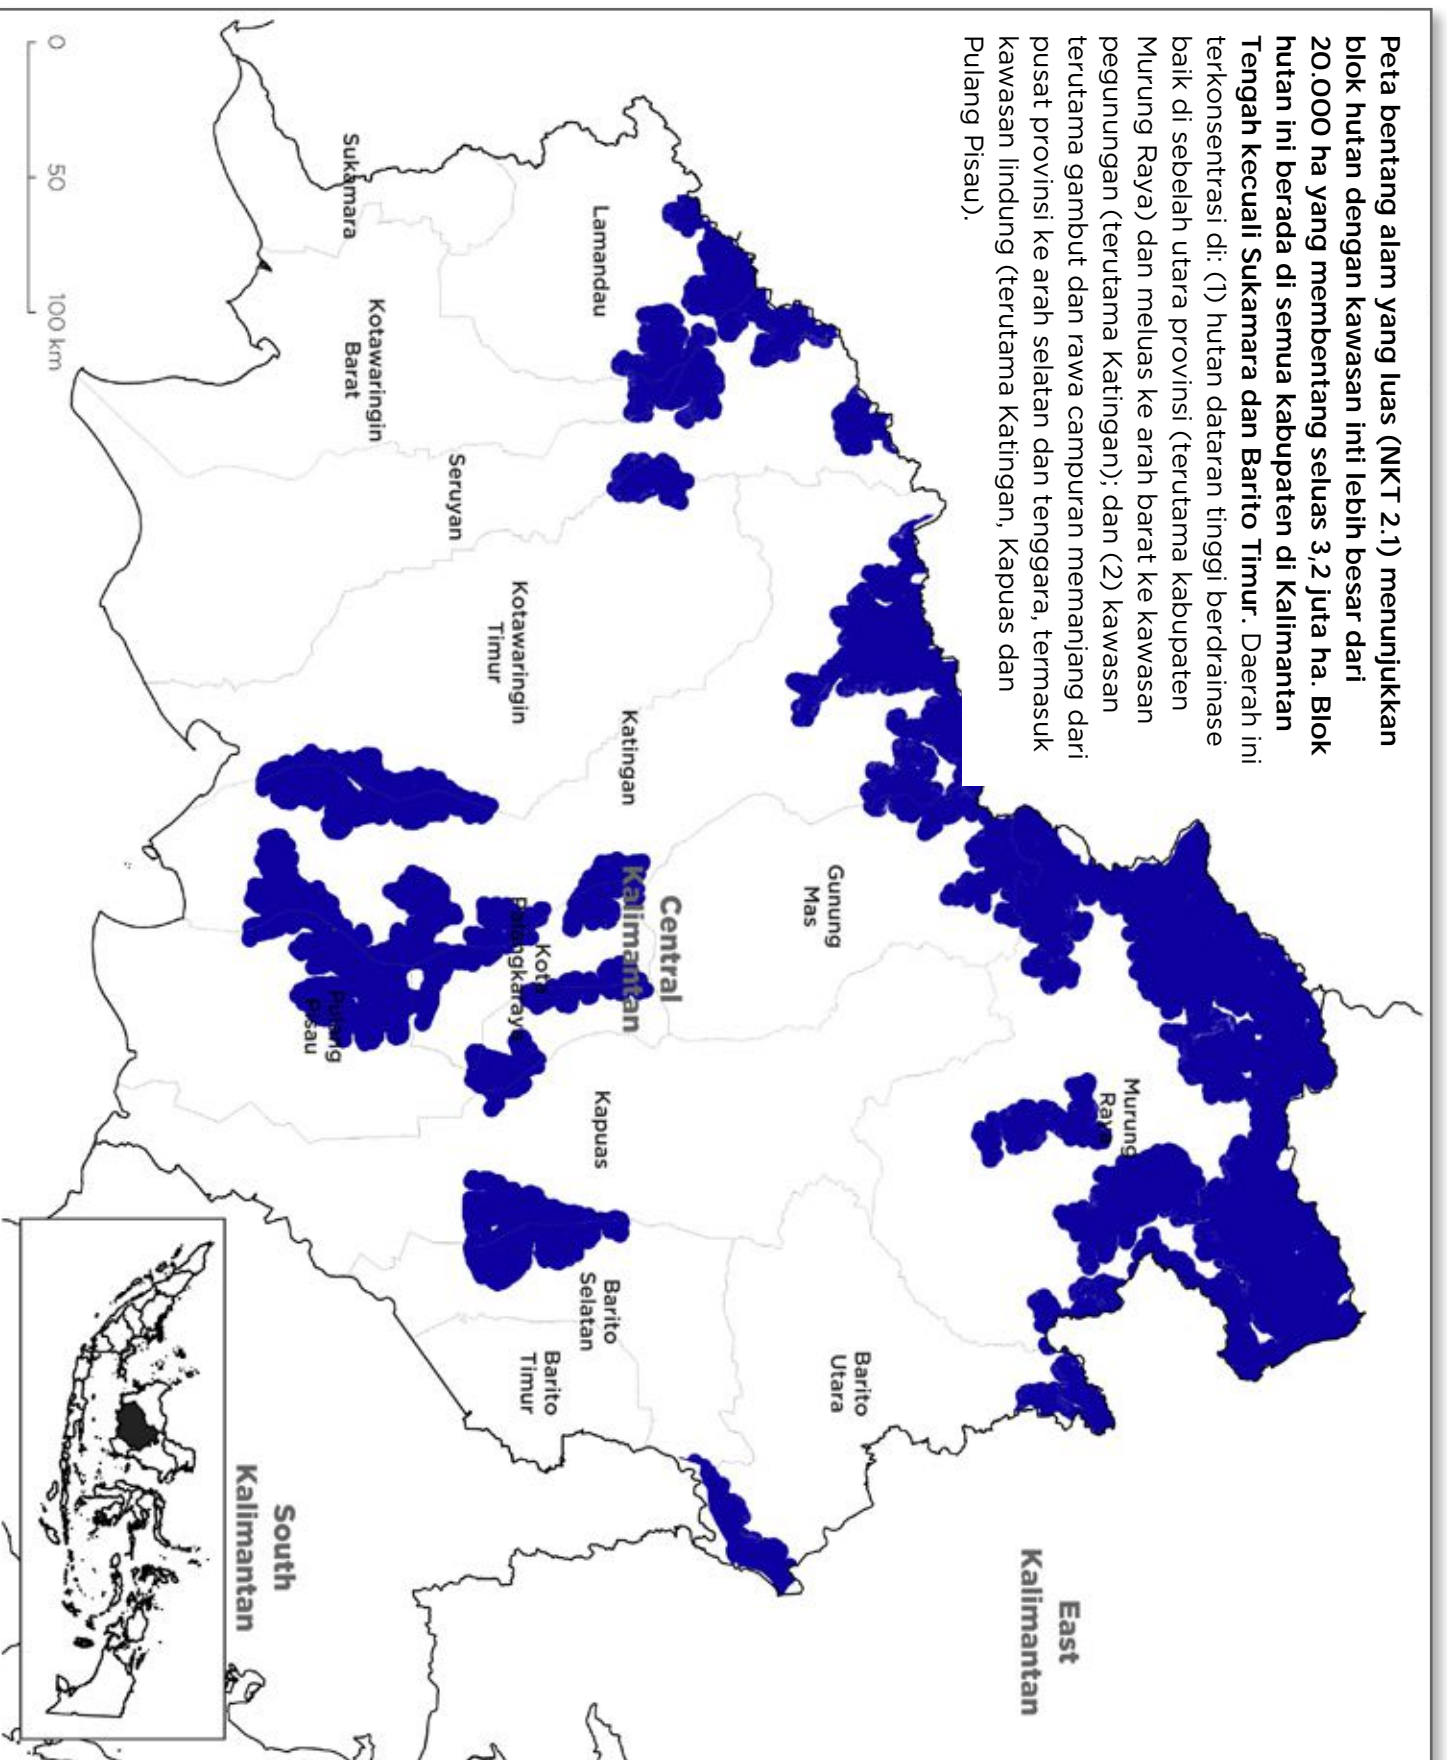 Peta bentang alam yang luas (NKT 2.1) menunjukkan
blok hutan dengan kawasan inti lebih besar dari
20.000 ha yang membentang seluas 3,2 juta ha. Blok
hutan ini berada di semua kabupaten di Kalimantan
Tengah kecuali Sukamara dan Barito Timur. Daerah ini
terkonsentrasi di: (1) hutan dataran tinggi berdrainase
baik di sebelah utara provinsi (terutama kabupaten
Murung Raya) dan meluas ke arah barat ke kawasan
pegunungan (terutama Katingan); dan (2) kawasan
terutama gambut dan rawa campuran memanjang dari
pusat provinsi ke arah selatan dan tenggara, termasuk
kawasan lindung (terutama Katingan, Kapuas dan
Pulang Pisau).
Murung
Raya
East
Kalimantan
Gunung
Mas
Barito
Utara
Central
Kalimantan
Katingan
Lamandau
Kapuas
Barito
Selatan
Barito
Timur
Kotawaringin
Timur
Kota
Palangkaraya
Seruyan
Kotawaringin
Barat
Sukamara
Pulang
Pisau
South
Kalimantan
0
50
100 km